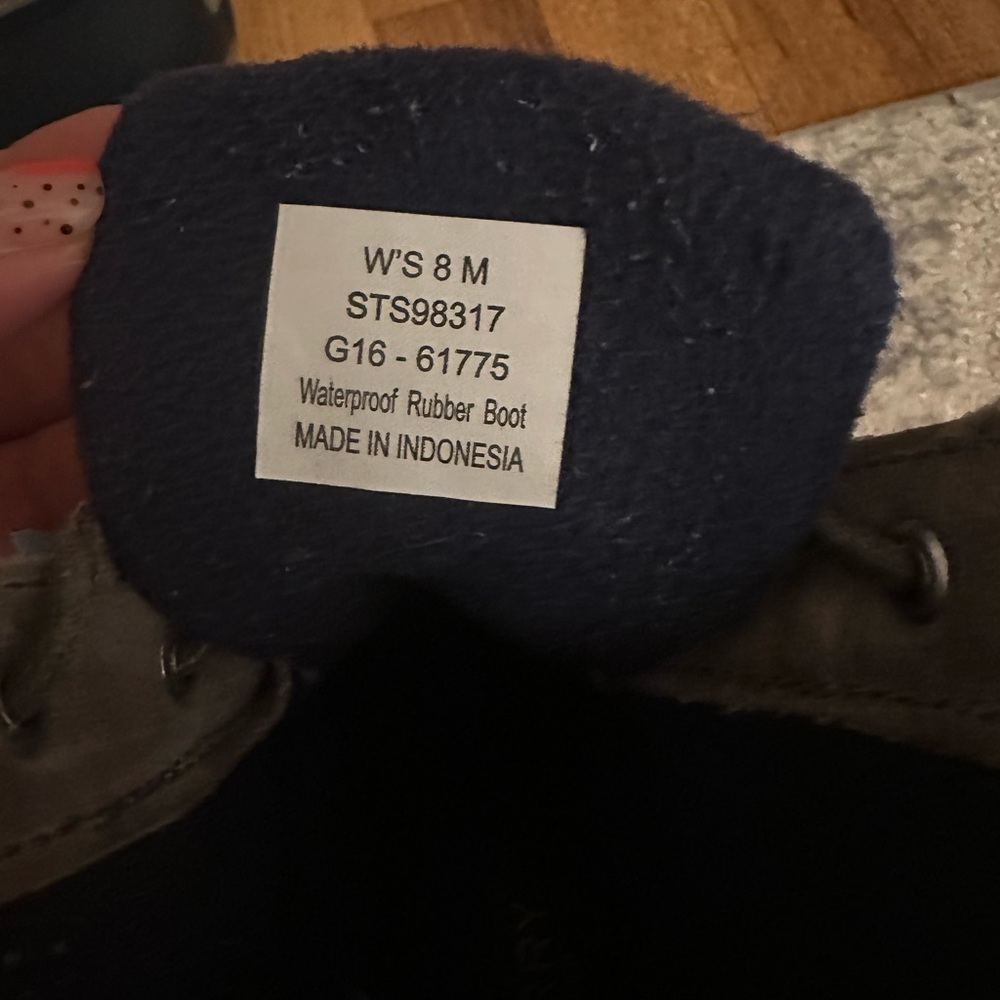 W'S 8 M
STS98317
G16 - 61775
Waterproof Rubber Boot
MADE IN INDONESIA